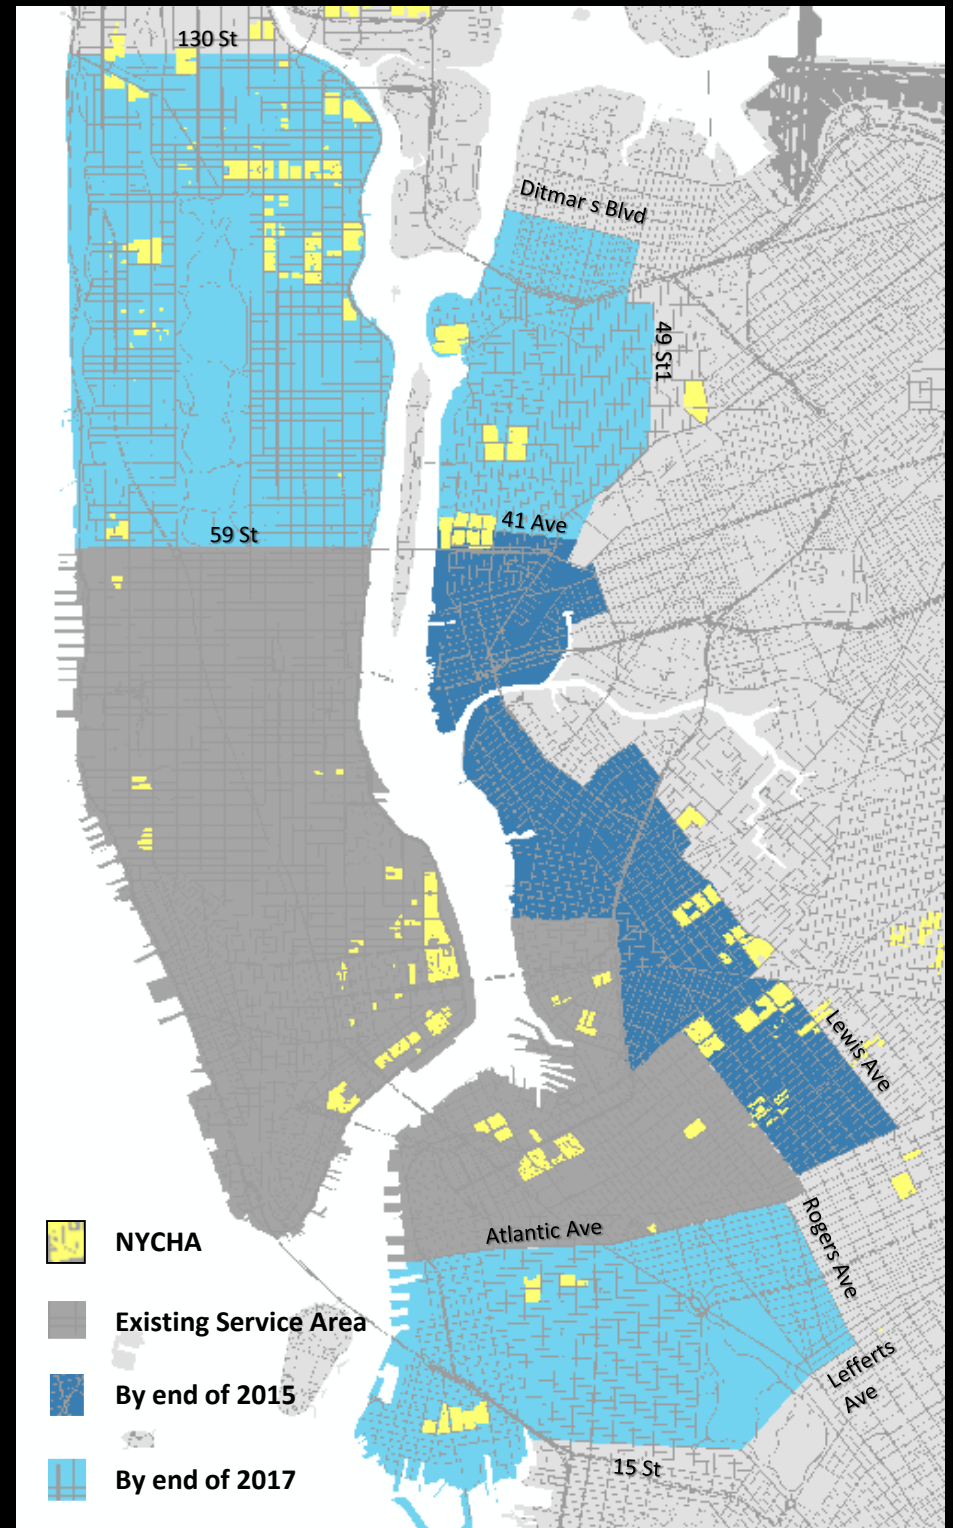 130 St
Ditmar s Blvd
49 St1
41 Ave
59 St
Lewis Ave
Rogers Ave
Atlantic Ave
Lefferts
Ave
15 St
NYCHA
Existing Service Area
By end of 2015
By end of 2017